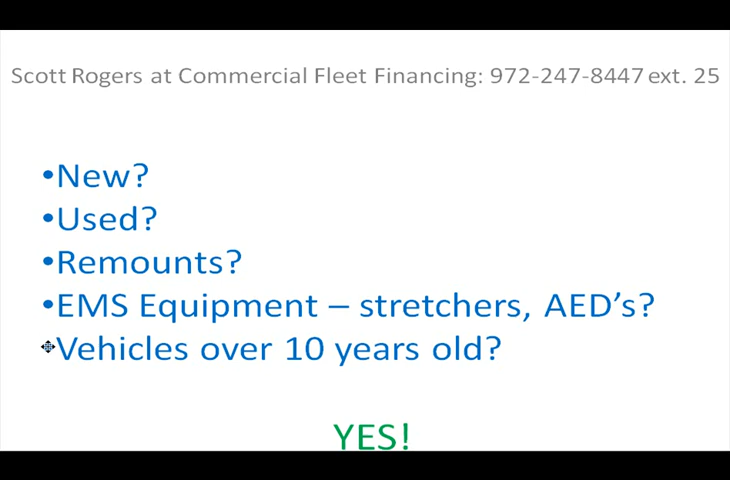 Scott Rogers at Commercial Fleet Financing: 972-247-8447 ext. 25
•New?
•Used?
•Remounts?
•EMS Equipment – stretchers, AED’s?
Vehicles over 10 years old?
YES!